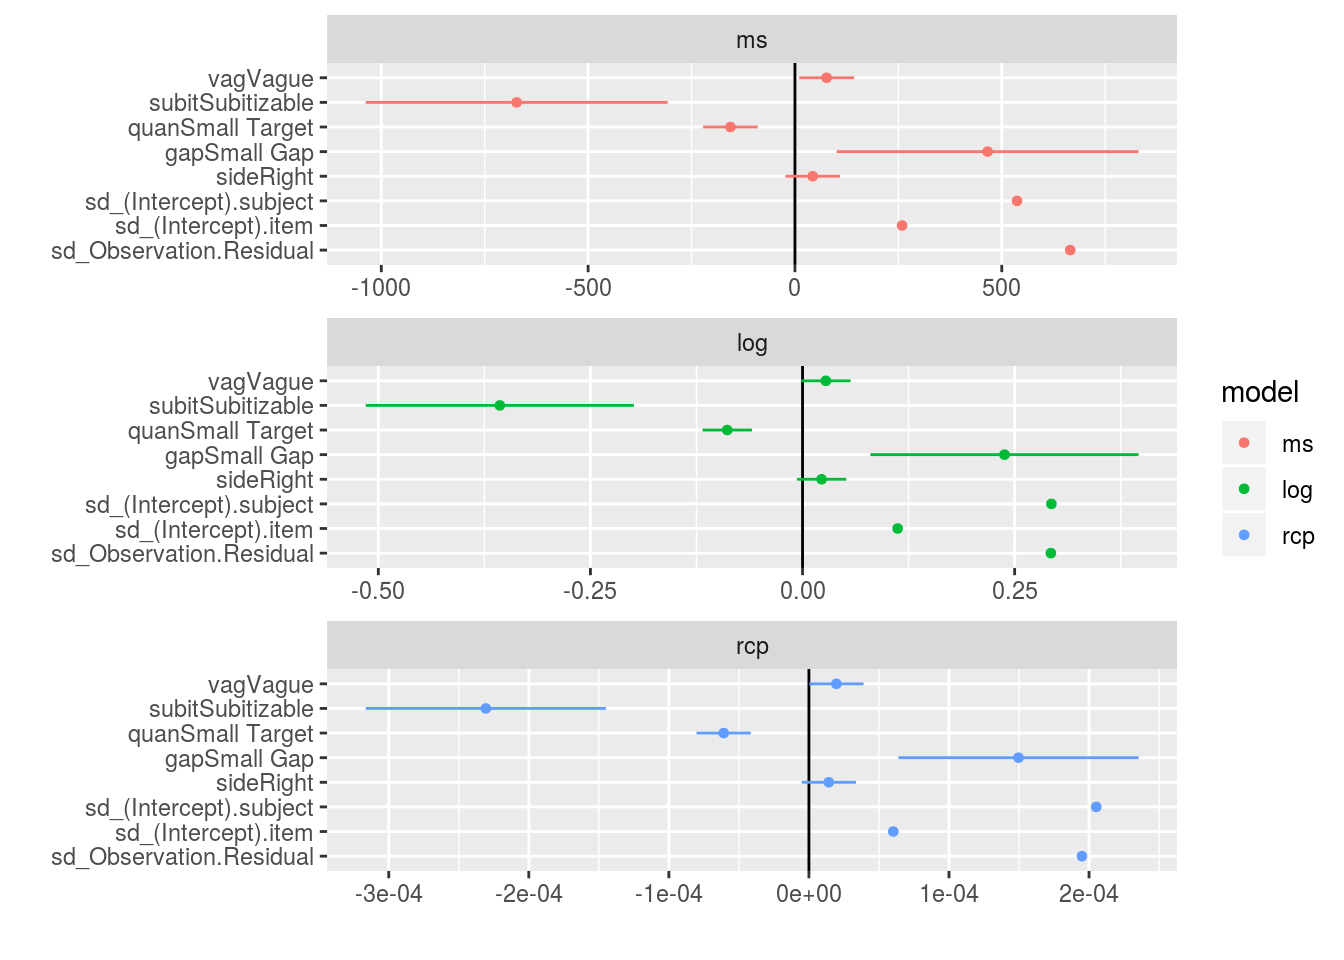 ms
vagVague
subitSubitizable
quanSmall Target
gapSmall Gap
sideRight
sd_(Intercept).subject
sd_(Intercept).item
sd_Observation.Residual
-1000 -500 0 500
log
vagVague
subitSubitizable
quanSmall Target
gapSmall Gap
sideRight
sd_(Intercept).subject
sd_(Intercept).item
sd_Observation.Residual
-0.50 -0.25 0.00 0.25
rcp
vagVague
subitSubitizable
quanSmall Target
gapSmall Gap
sideRight
sd_(Intercept).subject
sd_(Intercept).item
sd_Observation.Residual
-3e-04 -2e-04 -1e-04 0e+00 1e-04 2e-04
model
ms
log
rcp